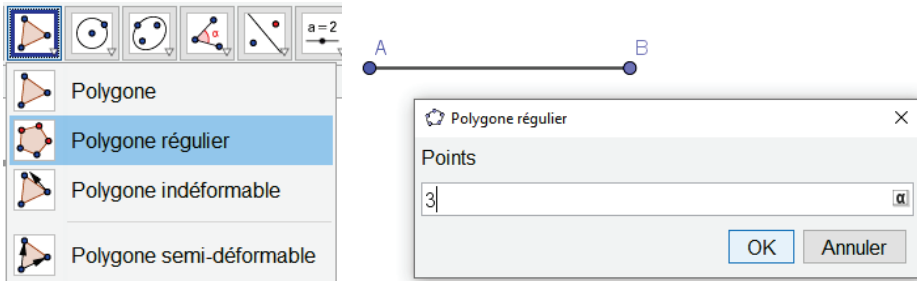 α
a=2
A
B
Polygone
Polygone régulier
Polygone indéformable
Polygone semi-déformable
Polygone régulier
Points
3
α
OK
Annuler